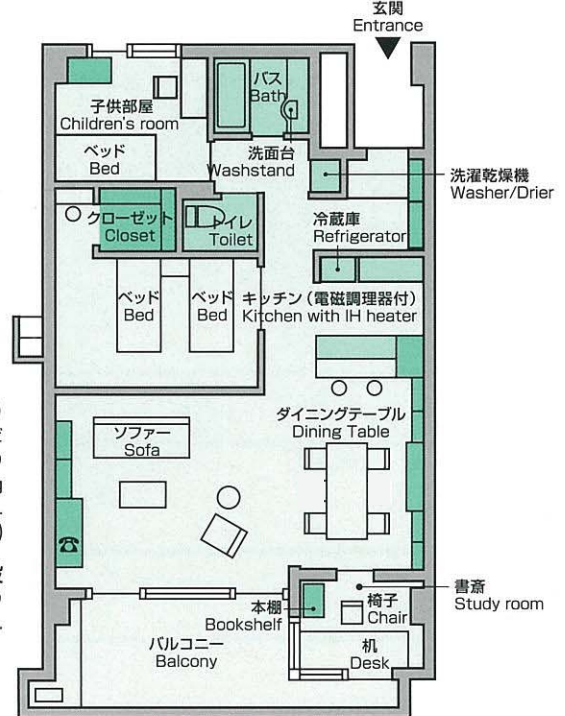 玄関
Entrance
バス
Bath
子供部屋
Children's room
ベッド
Bed
洗面台
Washstand
洗濯乾燥機
Washer/Drier
クローゼット
Closet
トイレ
Toilet
冷蔵庫
Refrigerator
ベッド
Bed
ベッド
Bed
キッチン(電磁調理器付)
Kitchen with IH heater
ソファー
Sofa
ダイニングテーブル
Dining Table
書斎
Study room
本棚
Bookshelf
椅子
Chair
机
Desk
バルコニー
Balcony